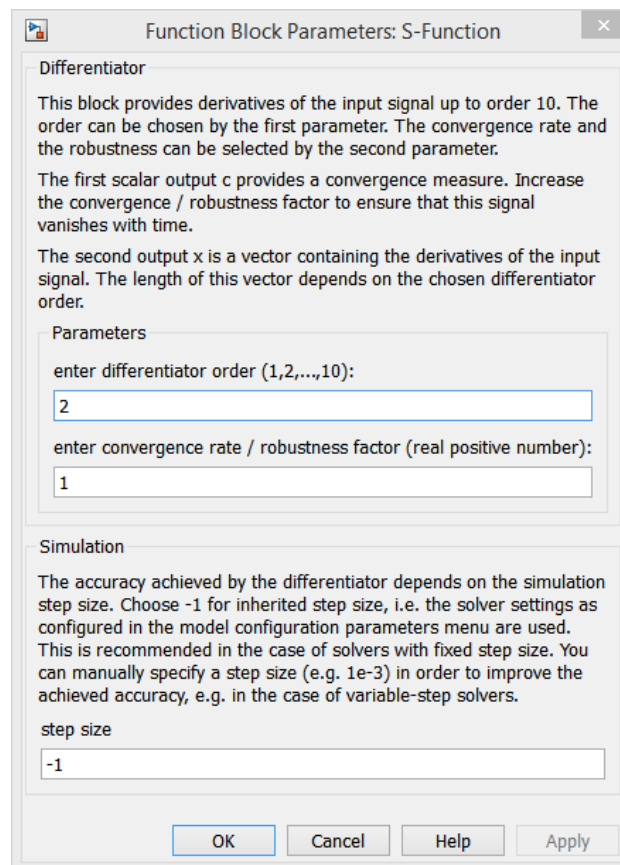 Function Block Parameters: S-Function
Differentiator
This block provides derivatives of the input signal up to order 10. The
order can be chosen by the first parameter. The convergence rate and
the robustness can be selected by the second parameter.
The first scalar output c provides a convergence measure. Increase
the convergence / robustness factor to ensure that this signal
vanishes with time.
The second output x is a vector containing the derivatives of the input
signal. The length of this vector depends on the chosen differentiator
order.
Parameters
enter differentiator order (1,2,...,10):
2
enter convergence rate / robustness factor (real positive number):
1
Simulation
The accuracy achieved by the differentiator depends on the simulation
step size. Choose -1 for inherited step size, i.e. the solver settings as
configured in the model configuration parameters menu are used.
This is recommended in the case of solvers with fixed step size. You
can manually specify a step size (e.g. 1e-3) in order to improve the
achieved accuracy, e.g. in the case of variable-step solvers.
step size
-1
OK Cancel Help Apply